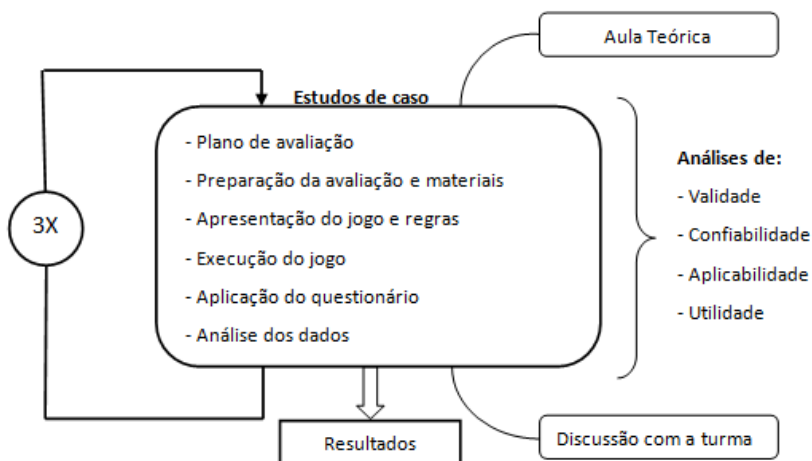 Aula Teórica
Estudos de caso
- Plano de avaliação
- Preparação da avaliação e materiais
- Apresentação do jogo e regras
- Execução do jogo
- Aplicação do questionário
- Análise dos dados
3X
Análises de:
- Validade
- Confiabilidade
- Aplicabilidade
- Utilidade
Resultados
Discussão com a turma